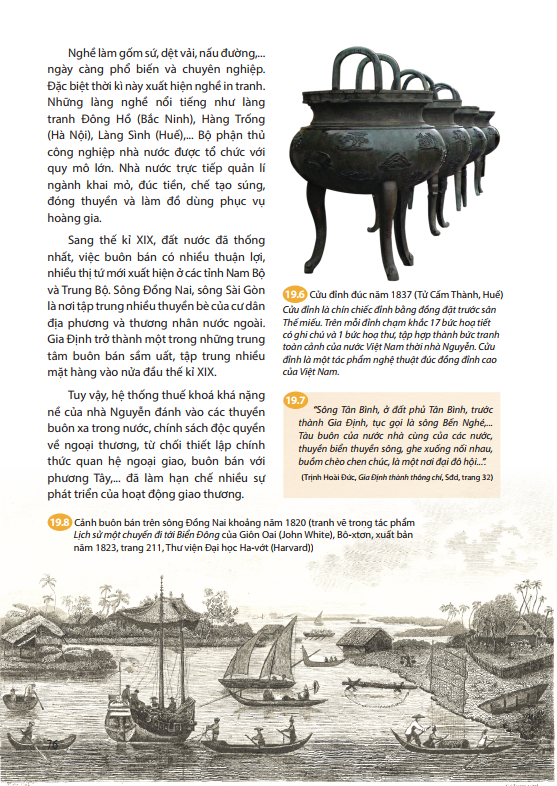 Nghề làm gốm sứ, dệt vải, nấu đường,...
ngày càng phổ biến và chuyên nghiệp.
Đặc biệt thời kì này xuất hiện nghề in tranh.
Những làng nghề nổi tiếng như làng
tranh Đông Hồ (Bắc Ninh), Hàng Trống
(Hà Nội), Làng Sình (Huế),... Bộ phận thủ
công nghiệp nhà nước được tổ chức với
quy mô lớn. Nhà nước trực tiếp quản lí
ngành khai mỏ, đúc tiền, chế tạo súng,
đóng thuyền và làm đồ dùng phục vụ
hoàng gia.
Sang thế kỉ XIX, đất nước đã thống
nhất, việc buôn bán có nhiều thuận lợi,
nhiều thị tứ mới xuất hiện ở các tỉnh Nam Bộ
và Trung Bộ. Sông Đồng Nai, sông Sài Gòn
là nơi tập trung nhiều thuyền bè của cư dân
địa phương và thương nhân nước ngoài.
Gia Định trở thành một trong những trung
tâm buôn bán sầm uất, tập trung nhiều
mặt hàng vào nửa đầu thế kỉ XIX.
Tuy vậy, hệ thống thuế khoá khá nặng
nề của nhà Nguyễn đánh vào các thuyền
buôn xa trong nước, chính sách độc quyền
về ngoại thương, từ chối thiết lập chính
thức quan hệ ngoại giao, buôn bán với
phương Tây,... đã làm hạn chế nhiều sự
phát triển của hoạt động giao thương.
19.6 Cửu đỉnh đúc năm 1837 (Tử Cấm Thành, Huế)
Cửu đỉnh là chín chiếc đỉnh bằng đồng đặt trước sân
Thế miếu. Trên mỗi đỉnh chạm khắc 17 bức hoạ tiết
có ghi chú và 1 bức hoạ thư, tập hợp thành bức tranh
toàn cảnh của nước Việt Nam thời nhà Nguyễn. Cửu
đỉnh là một tác phẩm nghệ thuật đúc đồng đỉnh cao
của Việt Nam.
19.7
"Sông Tân Bình, ở đất phủ Tân Bình, trước
thành Gia Định, tục gọi là sông Bến Nghé,...
Tàu buôn của nước nhà cùng của các nước,
thuyền biển thuyền sông, ghe xuồng nối nhau,
buồm chèo chen chúc, là một nơi đại đô hội...".
(Trịnh Hoài Đức, Gia Định thành thông chí, Sđd, trang 32)
19.8 Cảnh buôn bán trên sông Đồng Nai khoảng năm 1820 (tranh vẽ trong tác phẩm
Lịch sử một chuyến đi tới Biển Đông của Giôn Oai (John White), Bô-xtơn, xuất bản
năm 1823, trang 211, Thư viện Đại học Ha-vớt (Harvard))
76